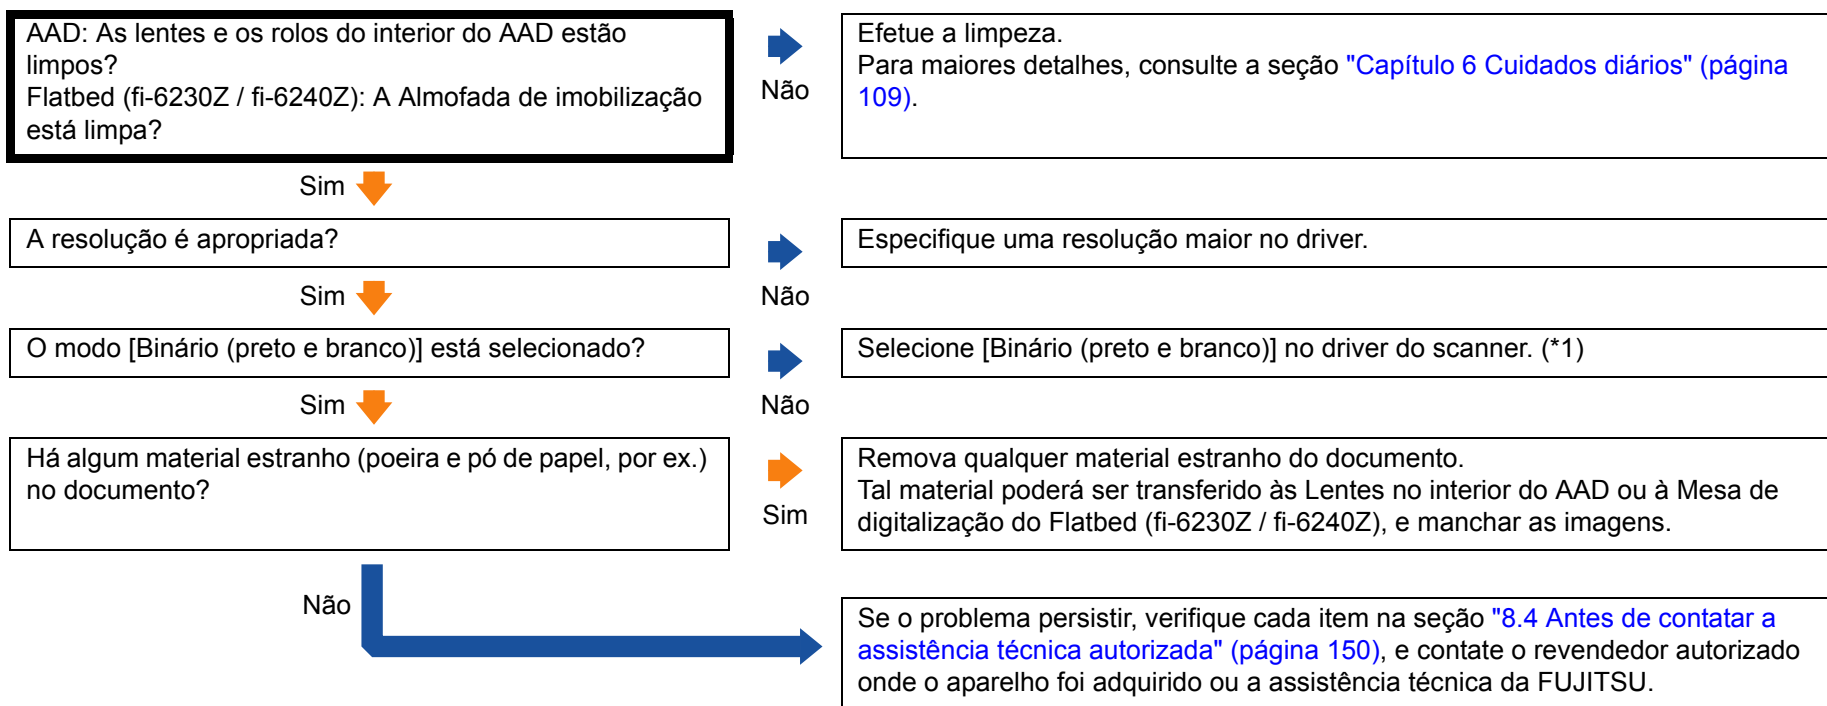 AAD: As lentes e os rolos do interior do AAD estão
limpos?
Flatbed (fi-6230Z / fi-6240Z): A Almofada de imobilização
está limpa?
Não
Efetue a limpeza.
Para maiores detalhes, consulte a seção "Capítulo 6 Cuidados diários" (página
109).
Sim
A resolução é apropriada?
Não
Especifique uma resolução maior no driver.
Sim
O modo [Binário (preto e branco)] está selecionado?
Não
Selecione [Binário (preto e branco)] no driver do scanner. (*1)
Sim
Há algum material estranho (poeira e pó de papel, por ex.)
no documento?
Sim
Remova qualquer material estranho do documento.
Tal material poderá ser transferido às Lentes no interior do AAD ou à Mesa de
digitalização do Flatbed (fi-6230Z / fi-6240Z), e manchar as imagens.
Não
Se o problema persistir, verifique cada item na seção "8.4 Antes de contatar a
assistência técnica autorizada" (página 150), e contate o revendedor autorizado
onde o aparelho foi adquirido ou a assistência técnica da FUJITSU.